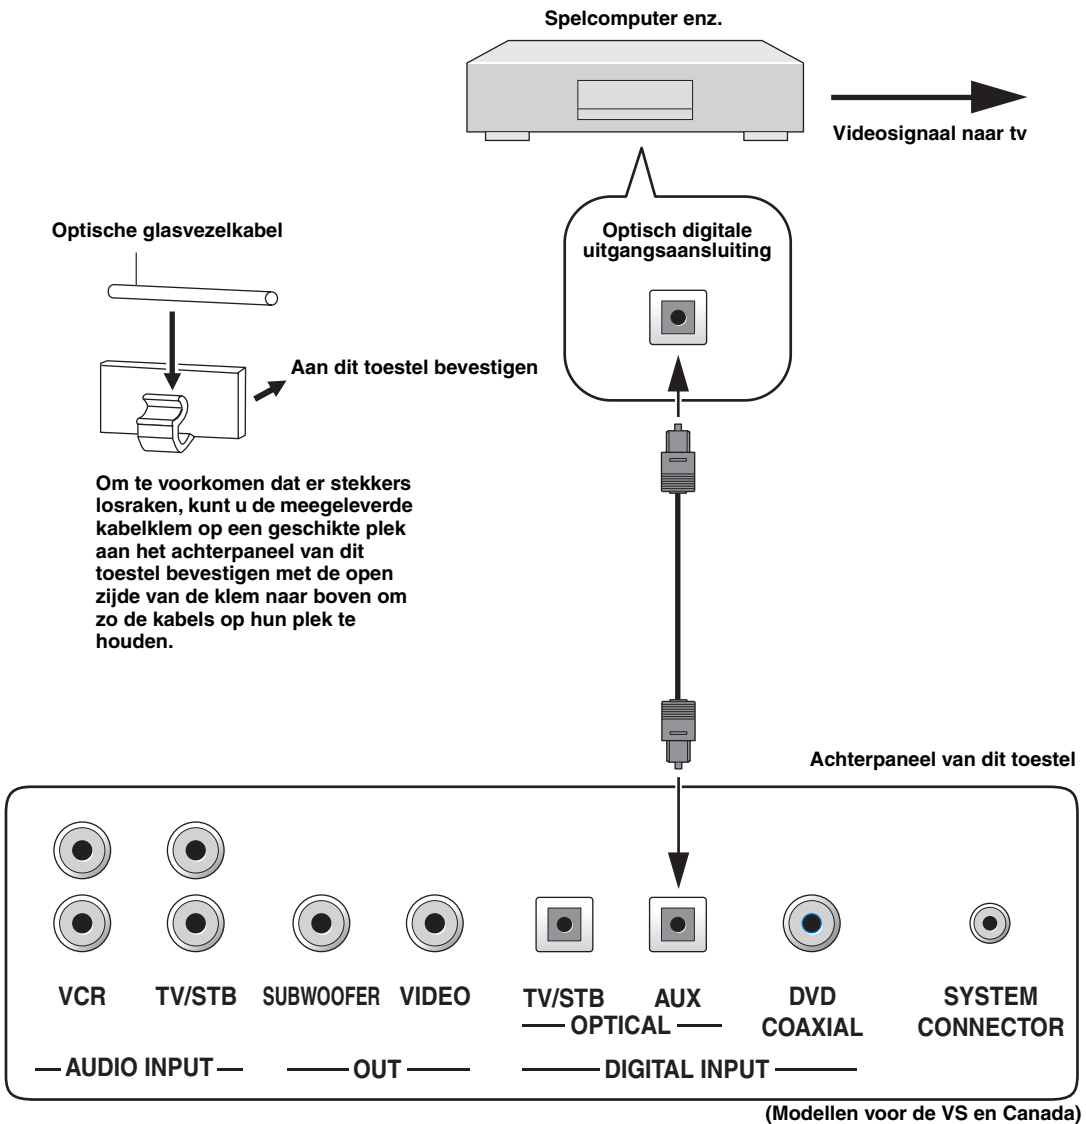 Spelcomputer enz.
Videosignaal naar tv
Optische glasvezelkabel
Optisch digitale
uitgangsaansluiting
Aan dit toestel bevestigen
Om te voorkomen dat er stekkers
losraken, kunt u de meegeleverde
kabelklem op een geschikte plek
aan het achterpaneel van dit
toestel bevestigen met de open
zijde van de klem naar boven om
zo de kabels op hun plek te
houden.
Achterpaneel van dit toestel
VCR TV/STB SUBWOOFER VIDEO TV/STB AUX DVD SYSTEM
OPTICAL COAXIAL CONNECTOR
AUDIO INPUT OUT DIGITAL INPUT
(Modellen voor de VS en Canada)